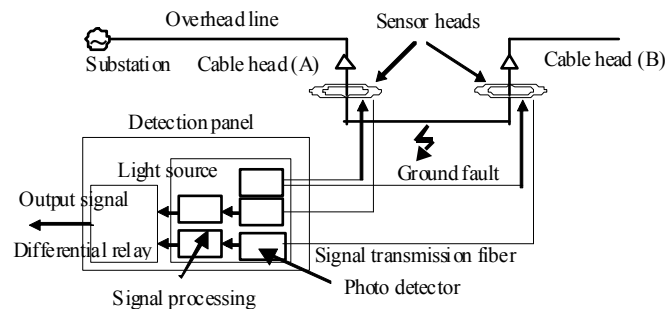 Overhead line
Sensor heads
Substation
Cable head (A)
Cable head (B)
Detection panel
Light source
Ground fault
Output signal
Differential relay
Signal transmission fiber
Signal processing
Photo detector